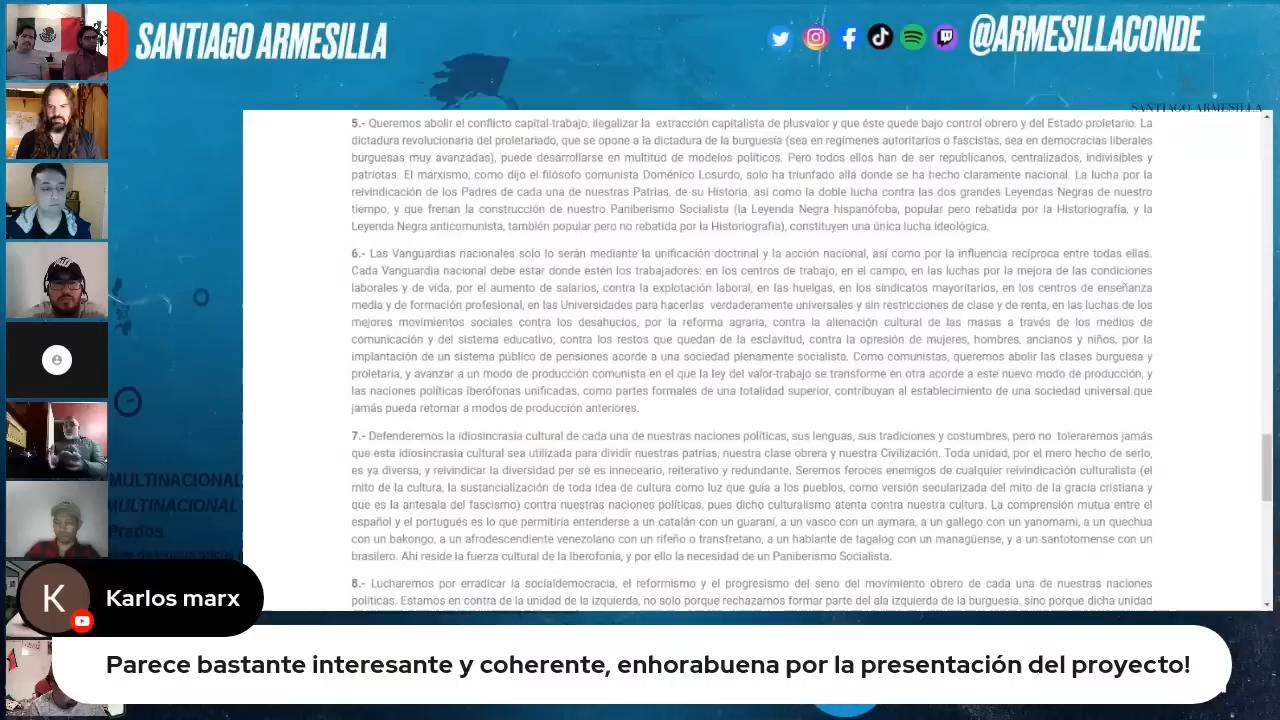 SANTIAGO ARMESILLA
@ARMESILLACONDE
SANTIAGO ARMESILLA
5.- Queremos abolir el conflicto capital-trabajo, ilegalizar la extracción capitalista de plusvalor y que éste quede bajo control obrero y del Estado proletario. La
dictadura revolucionaria del proletariado, que se opone a la dictadura de la burguesía (sea en regímenes autoritarios o fascistas, sea en democracias liberales
burguesas muy avanzadas), puede desarrollarse en multitud de modelos políticos. Pero todos ellos han de ser republicanos, centralizados, indivisibles y
patriotas. El marxismo, como dijo el filósofo comunista Doménico Losurdo, solo ha triunfado allá donde se ha hecho claramente nacional. La lucha por la
reivindicación de los Padres de cada una de nuestras Patrias, de su Historia, así como la doble lucha contra las dos grandes Leyendas Negras de nuestro
tiempo, y que frenan la construcción de nuestro Paniberismo Socialista (la Leyenda Negra hispanófoba, popular pero rebatida por la Historiografía, y la
Leyenda Negra anticomunista, también popular pero no rebatida por la Historiografía), constituyen una única lucha ideológica.
6.- Las Vanguardias nacionales solo lo serán mediante la unificación doctrinal y la acción nacional, así como por la influencia recíproca entre todas ellas.
Cada Vanguardia nacional debe estar donde estén los trabajadores: en los centros de trabajo, en el campo, en las luchas por la mejora de las condiciones
laborales y de vida, por el aumento de salarios, contra la explotación laboral, en las huelgas, en los sindicatos mayoritarios, en los centros de enseñanza
media y de formación profesional, en las Universidades para hacerlas verdaderamente universales y sin restricciones de clase y de renta, en las luchas de los
mejores movimientos sociales contra los desahucios, por la reforma agraria, contra la alienación cultural de las masas a través de los medios de
comunicación y del sistema educativo, contra los restos que quedan de la esclavitud, contra la opresión de mujeres, hombres, ancianos y niños, por la
implantación de un sistema público de pensiones acorde a una sociedad plenamente socialista. Como comunistas, queremos abolir las clases burguesa y
proletaria, y avanzar a un modo de producción comunista en el que la ley del valor-trabajo se transforme en otra acorde a este nuevo modo de producción, y
las naciones políticas iberófonas unificadas, como partes formales de una totalidad superior, contribuyan al establecimiento de una sociedad universal que
jamás pueda retornar a modos de producción anteriores.
7.- Defenderemos la idiosincrasia cultural de cada una de nuestras naciones políticas, sus lenguas, sus tradiciones y costumbres, pero no toleraremos jamás
que esta idiosincrasia cultural sea utilizada para dividir nuestras patrias, nuestra clase obrera y nuestra Civilización. Toda unidad, por el mero hecho de serlo,
es ya diversa, y reivindicar la diversidad per sé es inneceario, reiterativo y redundante. Seremos feroces enemigos de cualquier reivindicación culturalista (el
mito de la cultura, la sustancialización de toda idea de cultura como luz que guía a los pueblos, como versión secularizada del mito de la gracia cristiana y
que es la antesala del fascismo) contra nuestras naciones políticas, pues dicho culturalismo atenta contra nuestra cultura. La comprensión mutua entre el
español y el portugués es lo que permitiría entenderse a un catalán con un guaraní, a un vasco con un aymara, a un gallego con un yanomami, a un quechua
con un bakongo, a un afrodescendiente venezolano con un rifeño o transfretano, a un hablante de tagalog con un managüense, y a un santotomense con un
brasilero. Ahí reside la fuerza cultural de la Iberofonía, y por ello la necesidad de un Paniberismo Socialista.
8.- Lucharemos por erradicar la socialdemocracia, el reformismo y el progresismo del seno del movimiento obrero de cada una de nuestras naciones
políticas. Estamos en contra de la unidad de la izquierda, no solo porque rechazamos formar parte del ala izquierda de la burguesía, sino porque dicha unidad
MULTINACIONAL
MULTINACIONAL
Prados
Karlos marx
Parece bastante interesante y coherente, enhorabuena por la presentación del proyecto!